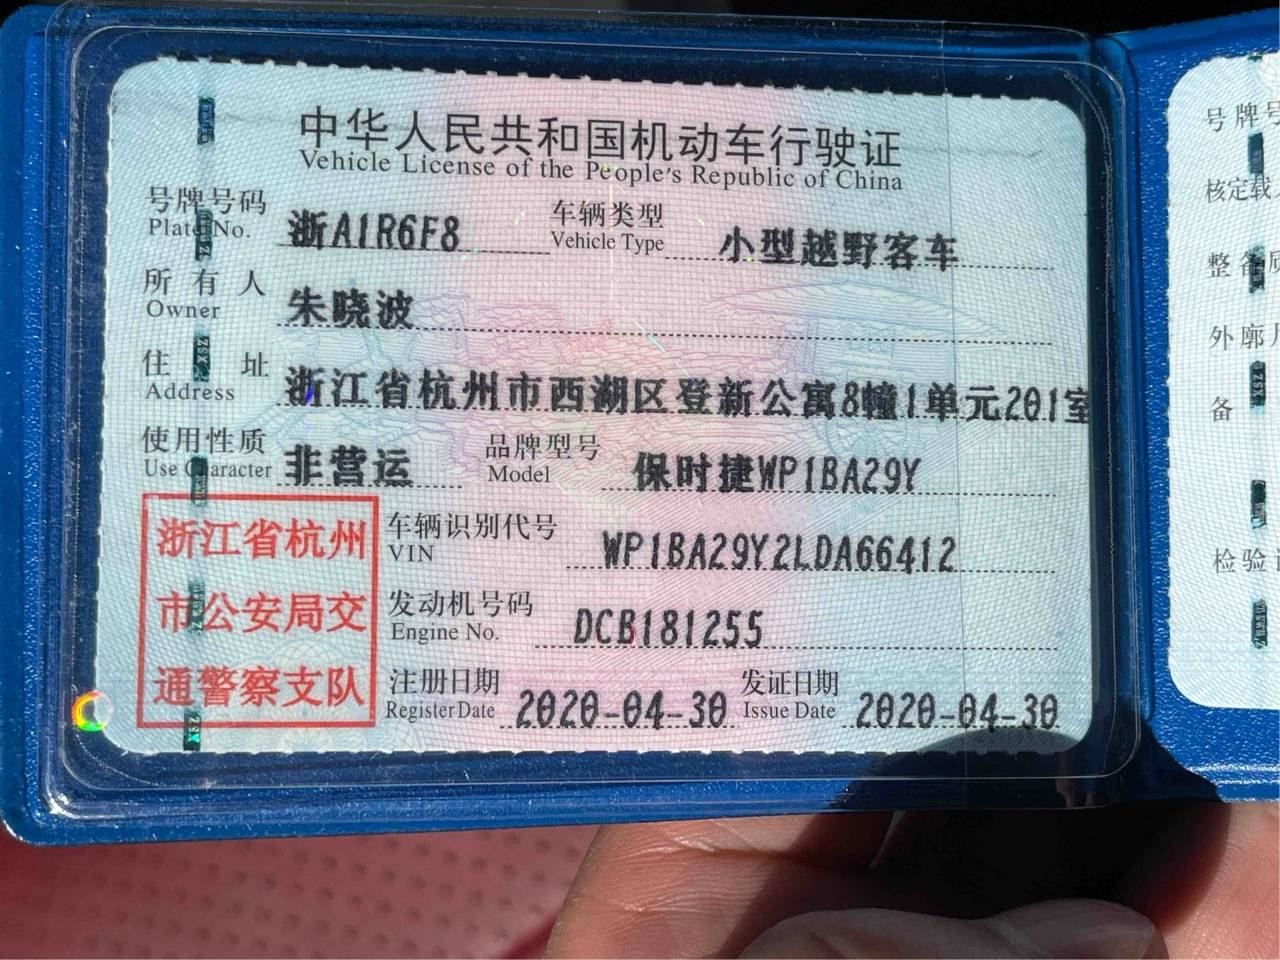 中华人民共和国机动车行驶证
Vehicle License of the People's Republic of China
号牌号码 浙A1R6F8 车辆类型 小型越野客车
Plate No. Vehicle Type
所有人 朱晓波
Owner
住址 浙江省杭州市西湖区登新公寓8幢1单元201室
Address
使用性质 非营运 品牌型号 保时捷WP1BA29Y
Use Character Model
浙江省杭州
市公安局交
通警察支队
车辆识别代号 WP1BA29Y2LDA66412
VIN
发动机号码 DCB181255
Engine No.
注册日期 2020-04-30 发证日期 2020-04-30
Register Date Issue Date
号牌号
核定载
整备质
外廓
备
检验